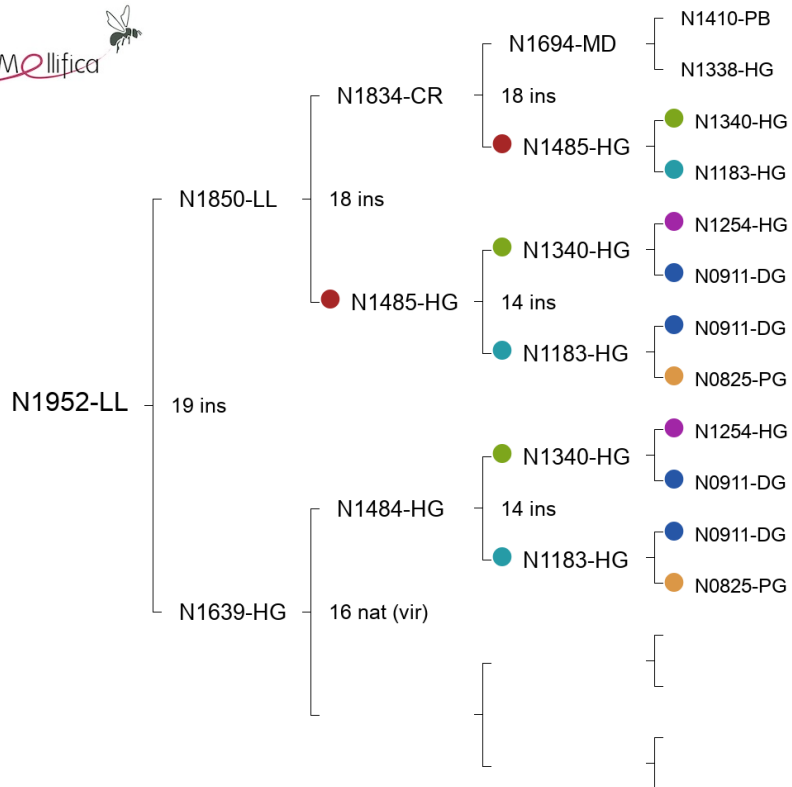 Mellifica
N1410-PB
N1694-MD
N1338-HG
N1834-CR
18 ins
N1340-HG
N1485-HG
N1183-HG
N1850-LL
18 ins
N1254-HG
N1340-HG
N0911-DG
N1485-HG
14 ins
N0911-DG
N1183-HG
N0825-PG
N1952-LL
19 ins
N1254-HG
N1340-HG
N0911-DG
N1484-HG
14 ins
N0911-DG
N1183-HG
N0825-PG
N1639-HG
16 nat (vir)